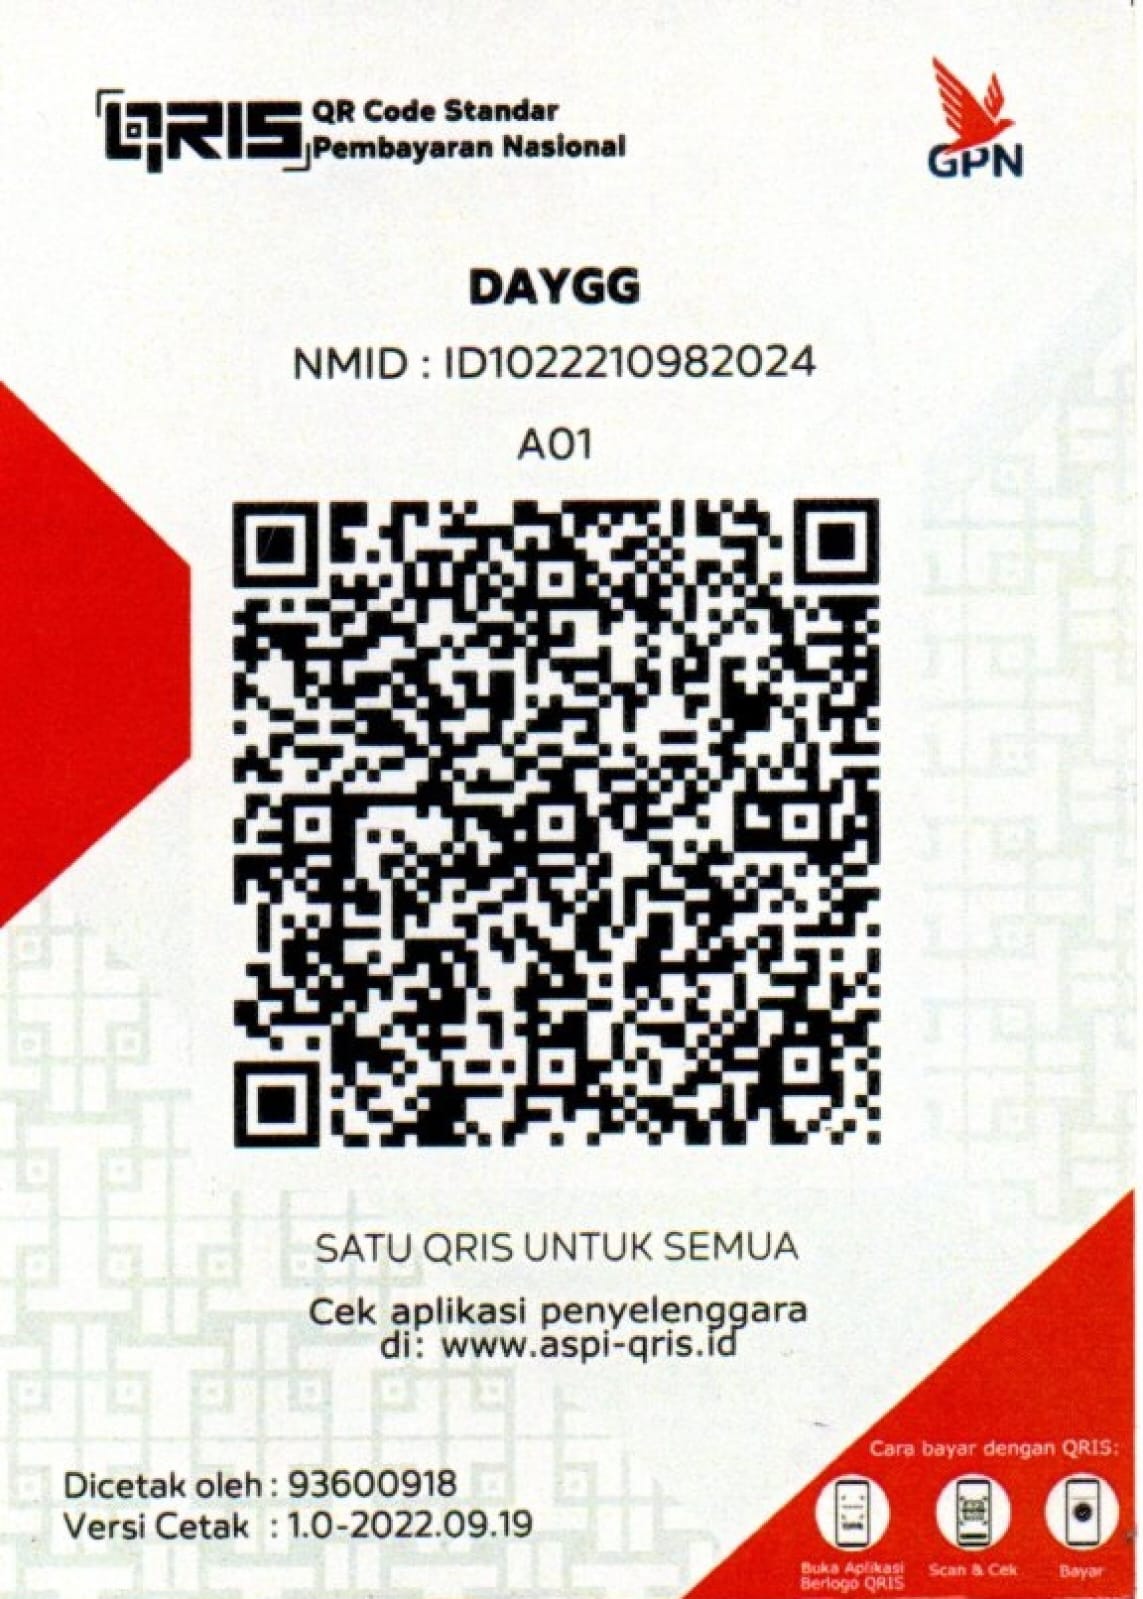 QRIS QR Code Standar
Pembayaran Nasional
GPN
DAYGG
NMID : ID1022210982024
A01
SATU QRIS UNTUK SEMUA
Cek aplikasi penyelenggara
di: www.aspi-qris.id
Dicetak oleh : 93600918
Versi Cetak : 1.0-2022.09.19
Cara bayar dengan QRIS:
Buka Aplikasi
Berlogo QRIS
Scan & Cek
Bayar